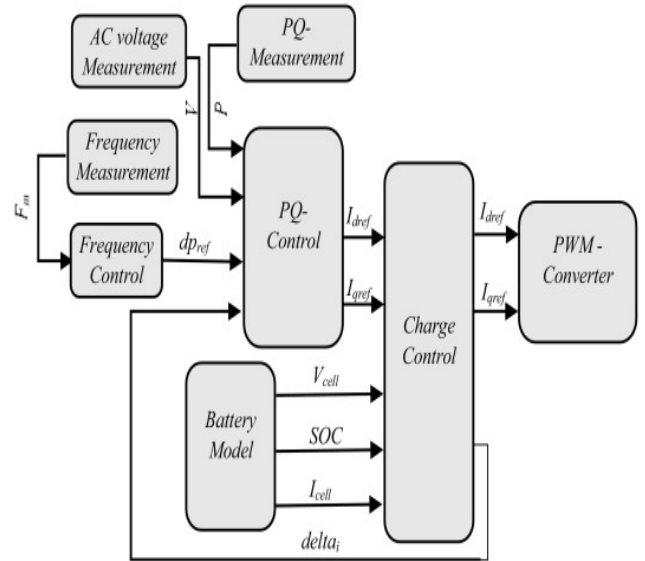 AC voltage
Measurement
PQ-
Measurement
V
P
Frequency
Measurement
F_m
Frequency
Control
dp_ref
PQ-
Control
I_dref
I_qref
Charge
Control
I_dref
I_qref
PWM -
Converter
Battery
Model
V_cell
SOC
I_cell
delta_i